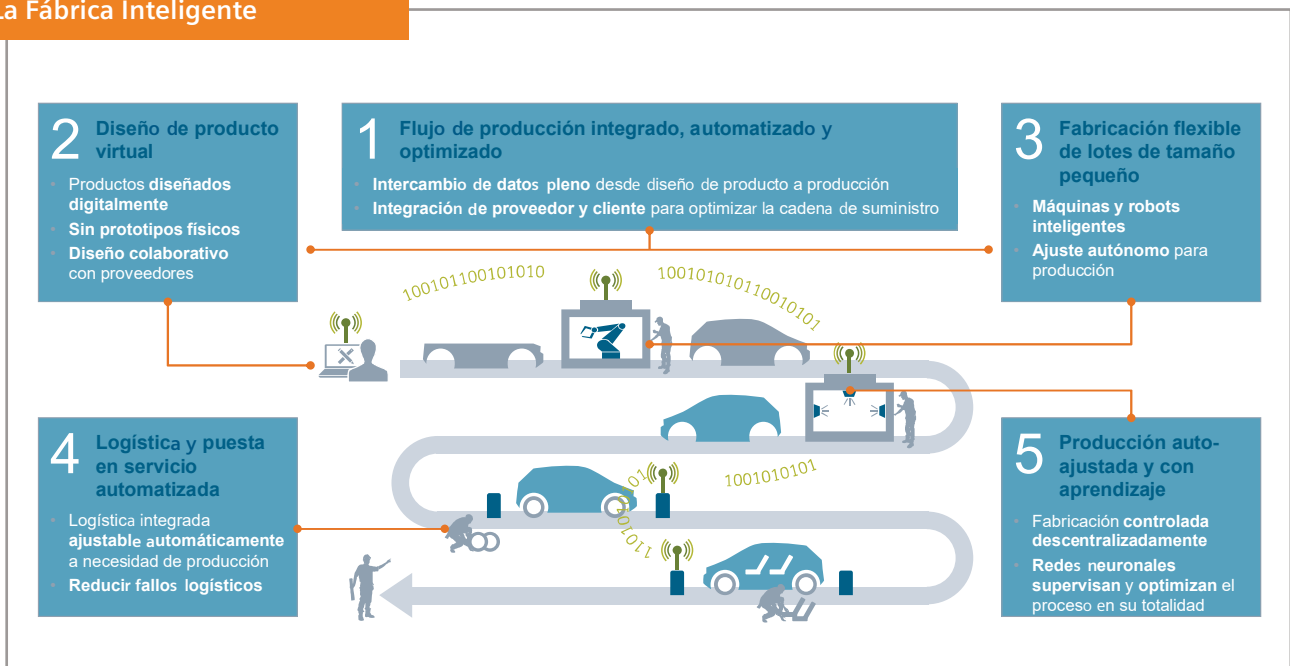 La Fábrica Inteligente
2 Diseño de producto
virtual
• Productos diseñados
digitalmente
• Sin prototipos físicos
• Diseño colaborativo
con proveedores
1 Flujo de producción integrado, automatizado y
optimizado
• Intercambio de datos pleno desde diseño de producto a producción
• Integración de proveedor y cliente para optimizar la cadena de suministro
3 Fabricación flexible
de lotes de tamaño
pequeño
• Máquinas y robots
inteligentes
• Ajuste autónomo para
producción
100101100101010
10010101011001010​1
4 Logística y puesta
en servicio
automatizada
• Logística integrada
ajustable automáticamente
a necesidad de producción
• Reducir fallos logísticos
1001010101
5 Producción auto-
ajustada y con
aprendizaje
• Fabricación controlada
descentralizadamente
• Redes neuronales
supervisan y optimizan el
proceso en su totalidad